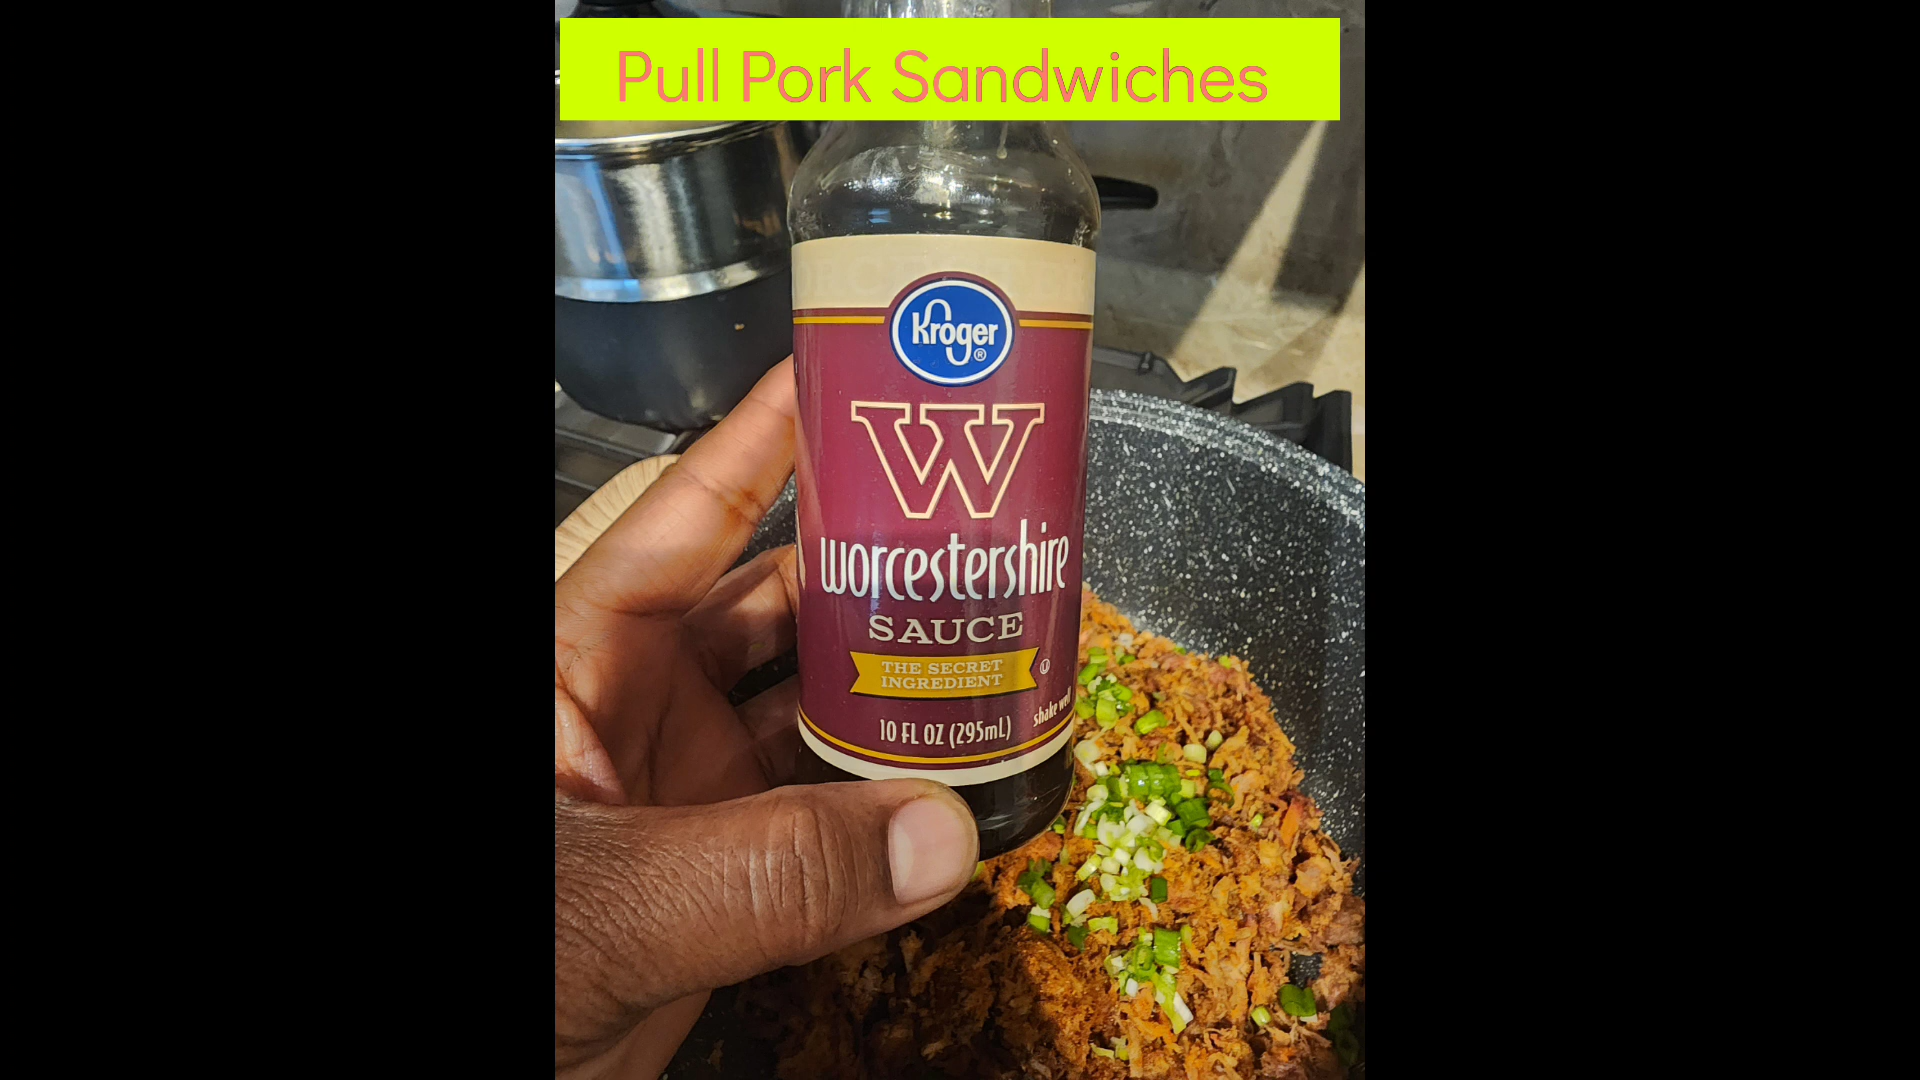 Pull Pork Sandwiches
Kroger®
W
worcestershire
SAUCE
THE SECRET
INGREDIENT
U
shake well
10 FL OZ (295mL)